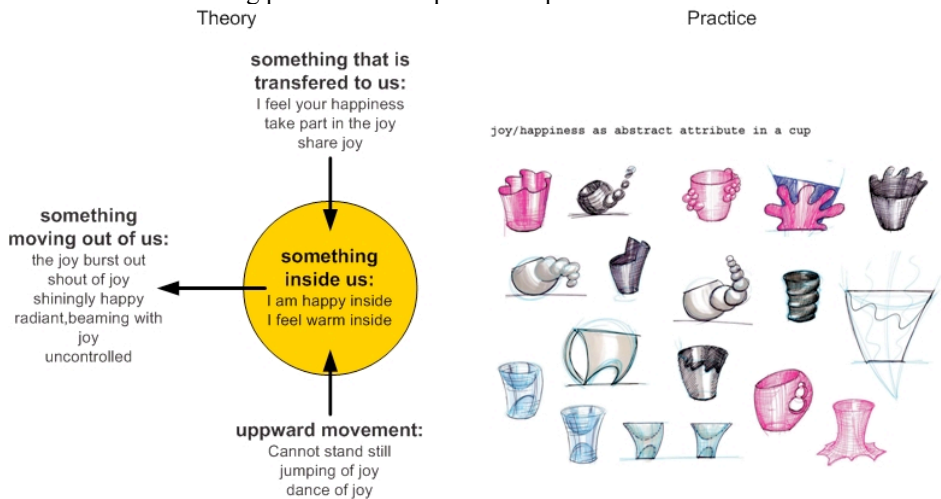 Theory
Practice
something that is
transfered to us:
I feel your happiness
take part in the joy
share joy
something
moving out of us:
the joy burst out
shout of joy
shiningly happy
radiant,beaming with
joy
uncontrolled
something
inside us:
I am happy inside
I feel warm inside
uppward movement:
Cannot stand still
jumping of joy
dance of joy
joy/happiness as abstract attribute in a cup